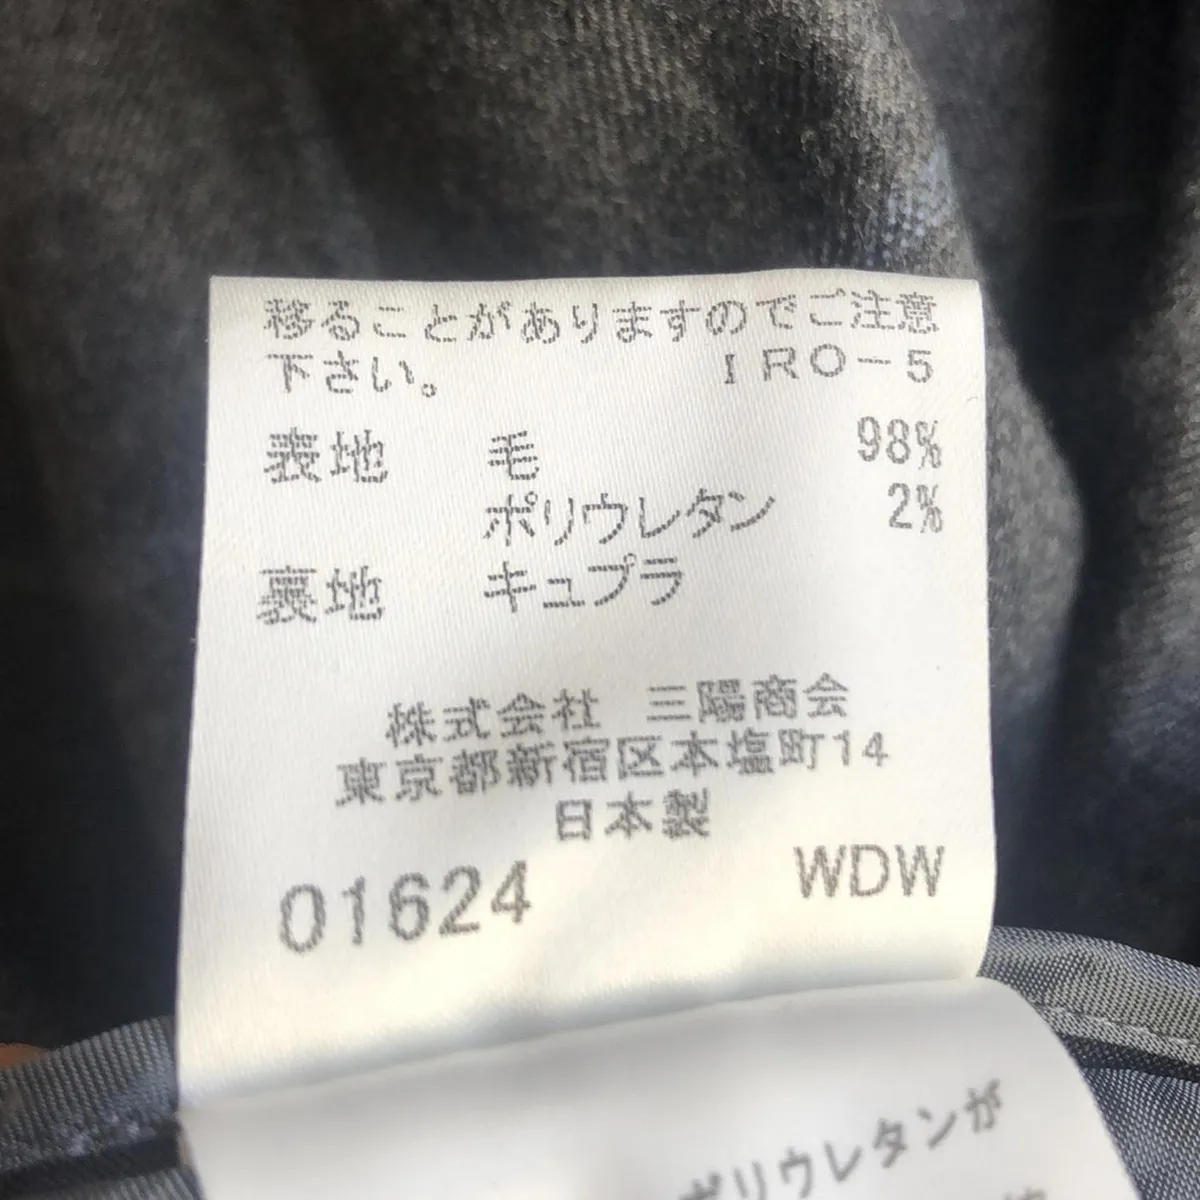 移ることがありますのでご注意
下さい。 IRO-5
表地 毛 98%
ポリウレタン 2%
裏地 キュプラ
株式会社 三陽商会
東京都新宿区本塩町14
日本製
01624 WDW
ポリウレタンが